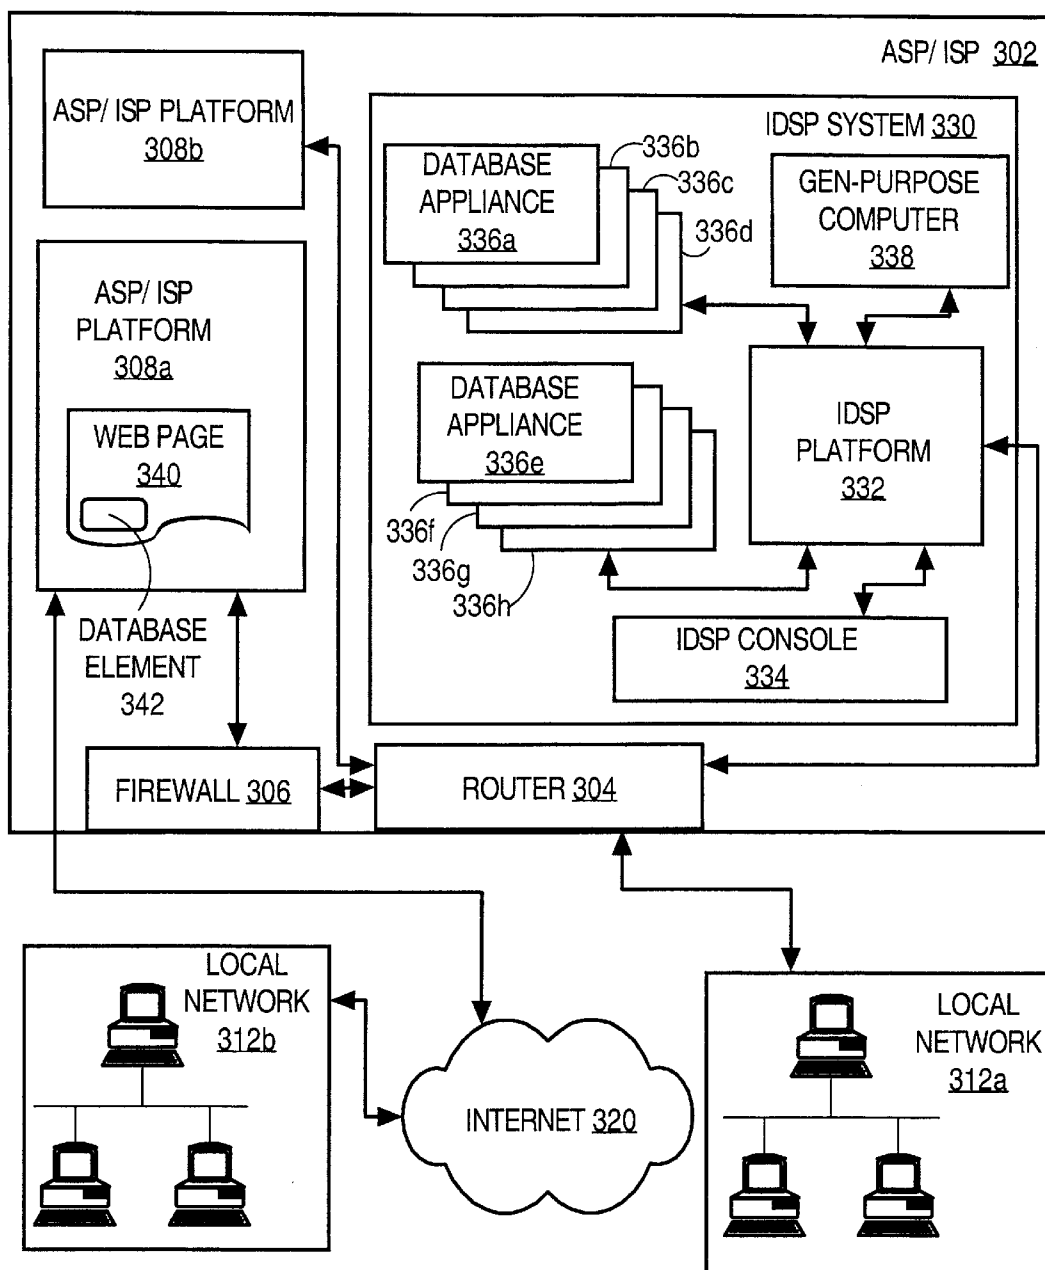 ASP/ ISP 302
ASP/ ISP PLATFORM
308b
IDSP SYSTEM 330
DATABASE
APPLIANCE
336a
336b
336c
336d
GEN-PURPOSE
COMPUTER
338
ASP/ ISP
PLATFORM
308a
WEB PAGE
340
DATABASE
ELEMENT
342
DATABASE
APPLIANCE
336e
336f
336g
336h
IDSP
PLATFORM
332
IDSP CONSOLE
334
FIREWALL 306
ROUTER 304
LOCAL
NETWORK
312b
INTERNET 320
LOCAL
NETWORK
312a